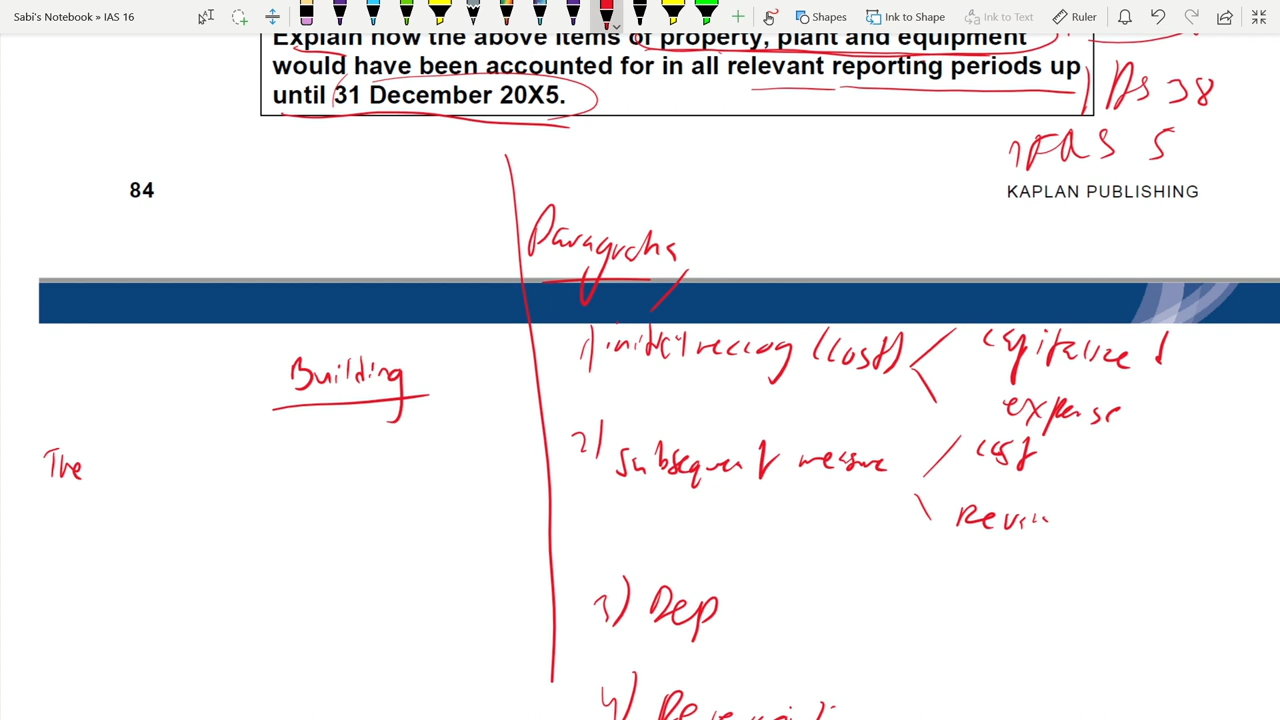 Sabi's Notebook » IAS 16
Shapes
Ink to Shape
Ink to Text
Ruler
Explain how the above items of property, plant and equipment
would have been accounted for in all relevant reporting periods up
until 31 December 20X5.
IAS 38
IFRS 5
84
KAPLAN PUBLISHING
Paragraphs
1) initial recog (cost)
capitalize
expense
Building
2) Subsequent measure
cost
The
3) Dep
4)